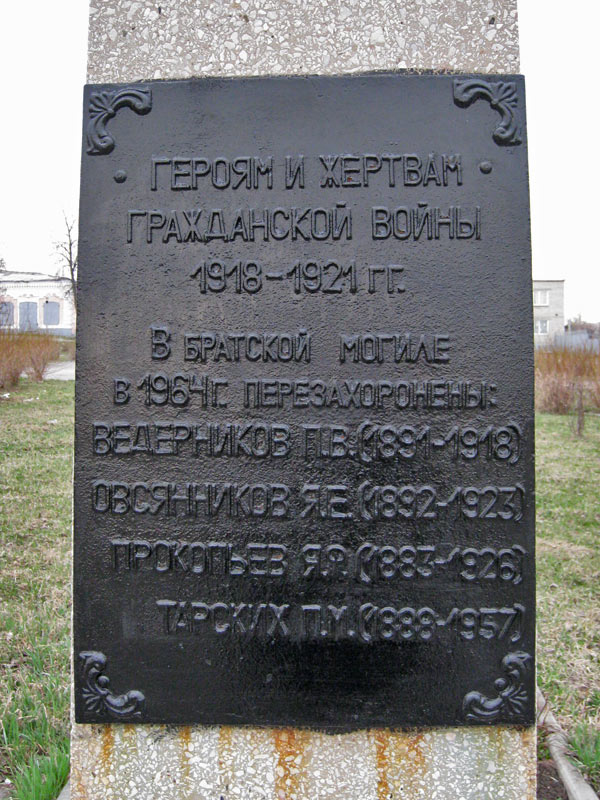 ГЕРОЯМ И ЖЕРТВАМ
ГРАЖДАНСКОЙ ВОЙНЫ
1918-1921 ГГ.
В БРАТСКОЙ МОГИЛЕ
В 1964 Г. ПЕРЕЗАХОРОНЕНЫ:
ВЕДЕРНИКОВ П.В. (1891-1918)
ОВСЯННИКОВ Я.Е. (1892-1923)
ПРОКОПЬЕВ Я.Ф. (1883-1926)
ТАРСКИХ П.У. (1888-1957)